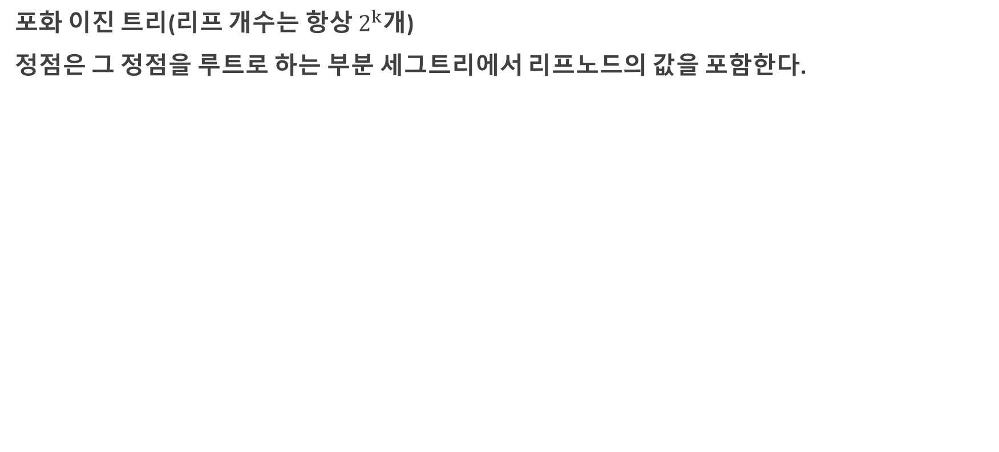 포화 이진 트리(리프 개수는 항상 2ᵏ개)
정점은 그 정점을 루트로 하는 부분 세그트리에서 리프노드의 값을 포함한다.